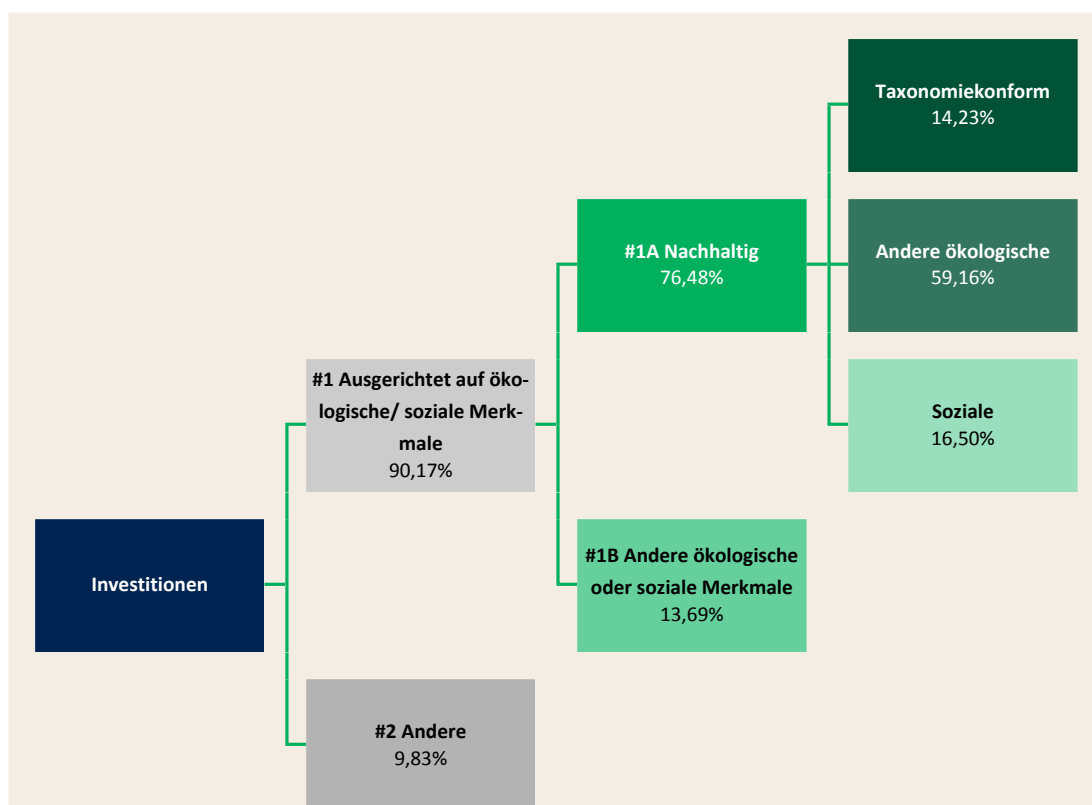 Taxonomiekonform
14,23%
#1A Nachhaltig
76,48%
Andere ökologische
59,16%
#1 Ausgerichtet auf öko-
logische/ soziale Merk-
male
90,17%
Soziale
16,50%
Investitionen
#1B Andere ökologische
oder soziale Merkmale
13,69%
#2 Andere
9,83%